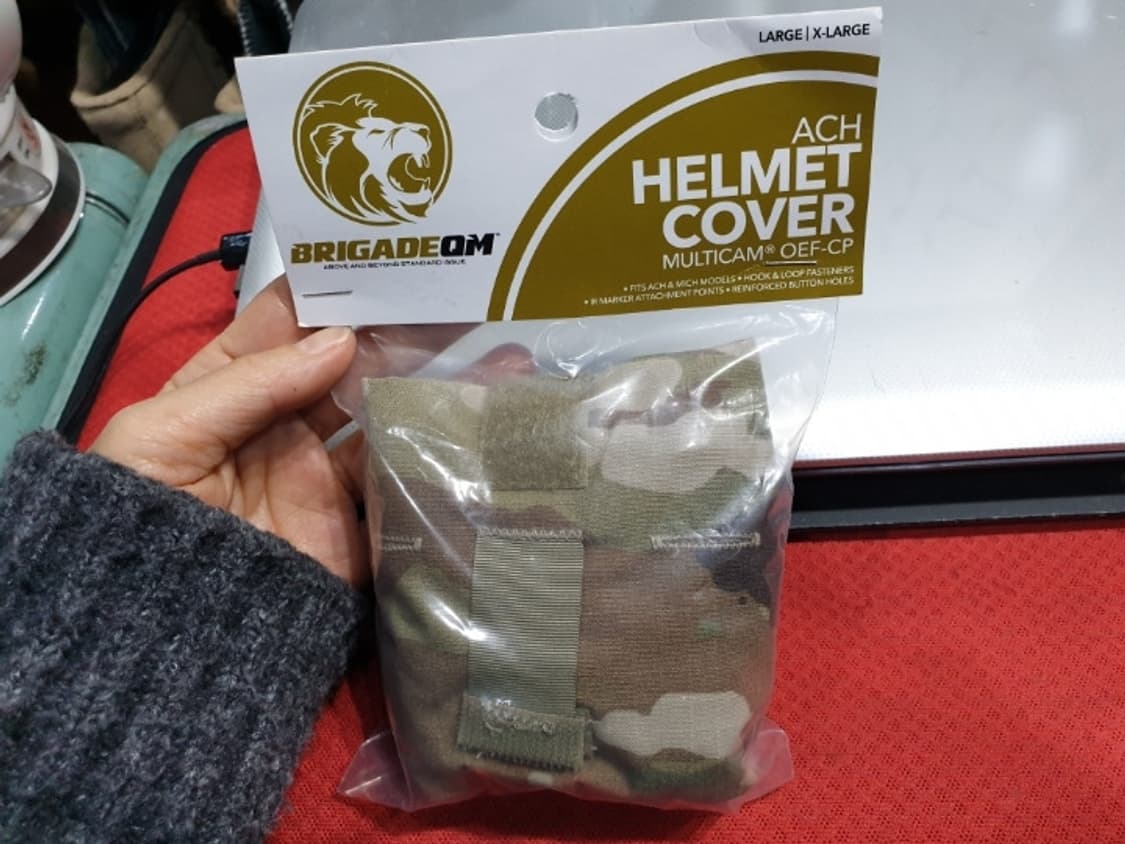 LARGE | X-LARGE
ACH
HELMET
COVER
MULTICAM® OEF-CP
• FITS ACH & MICH MODELS • HOOK & LOOP FASTENERS
• IR MARKER ATTACHMENT POINTS • REINFORCED BUTTON HOLES
BRIGADEQM™
ABOVE AND BEYOND STANDARD ISSUE